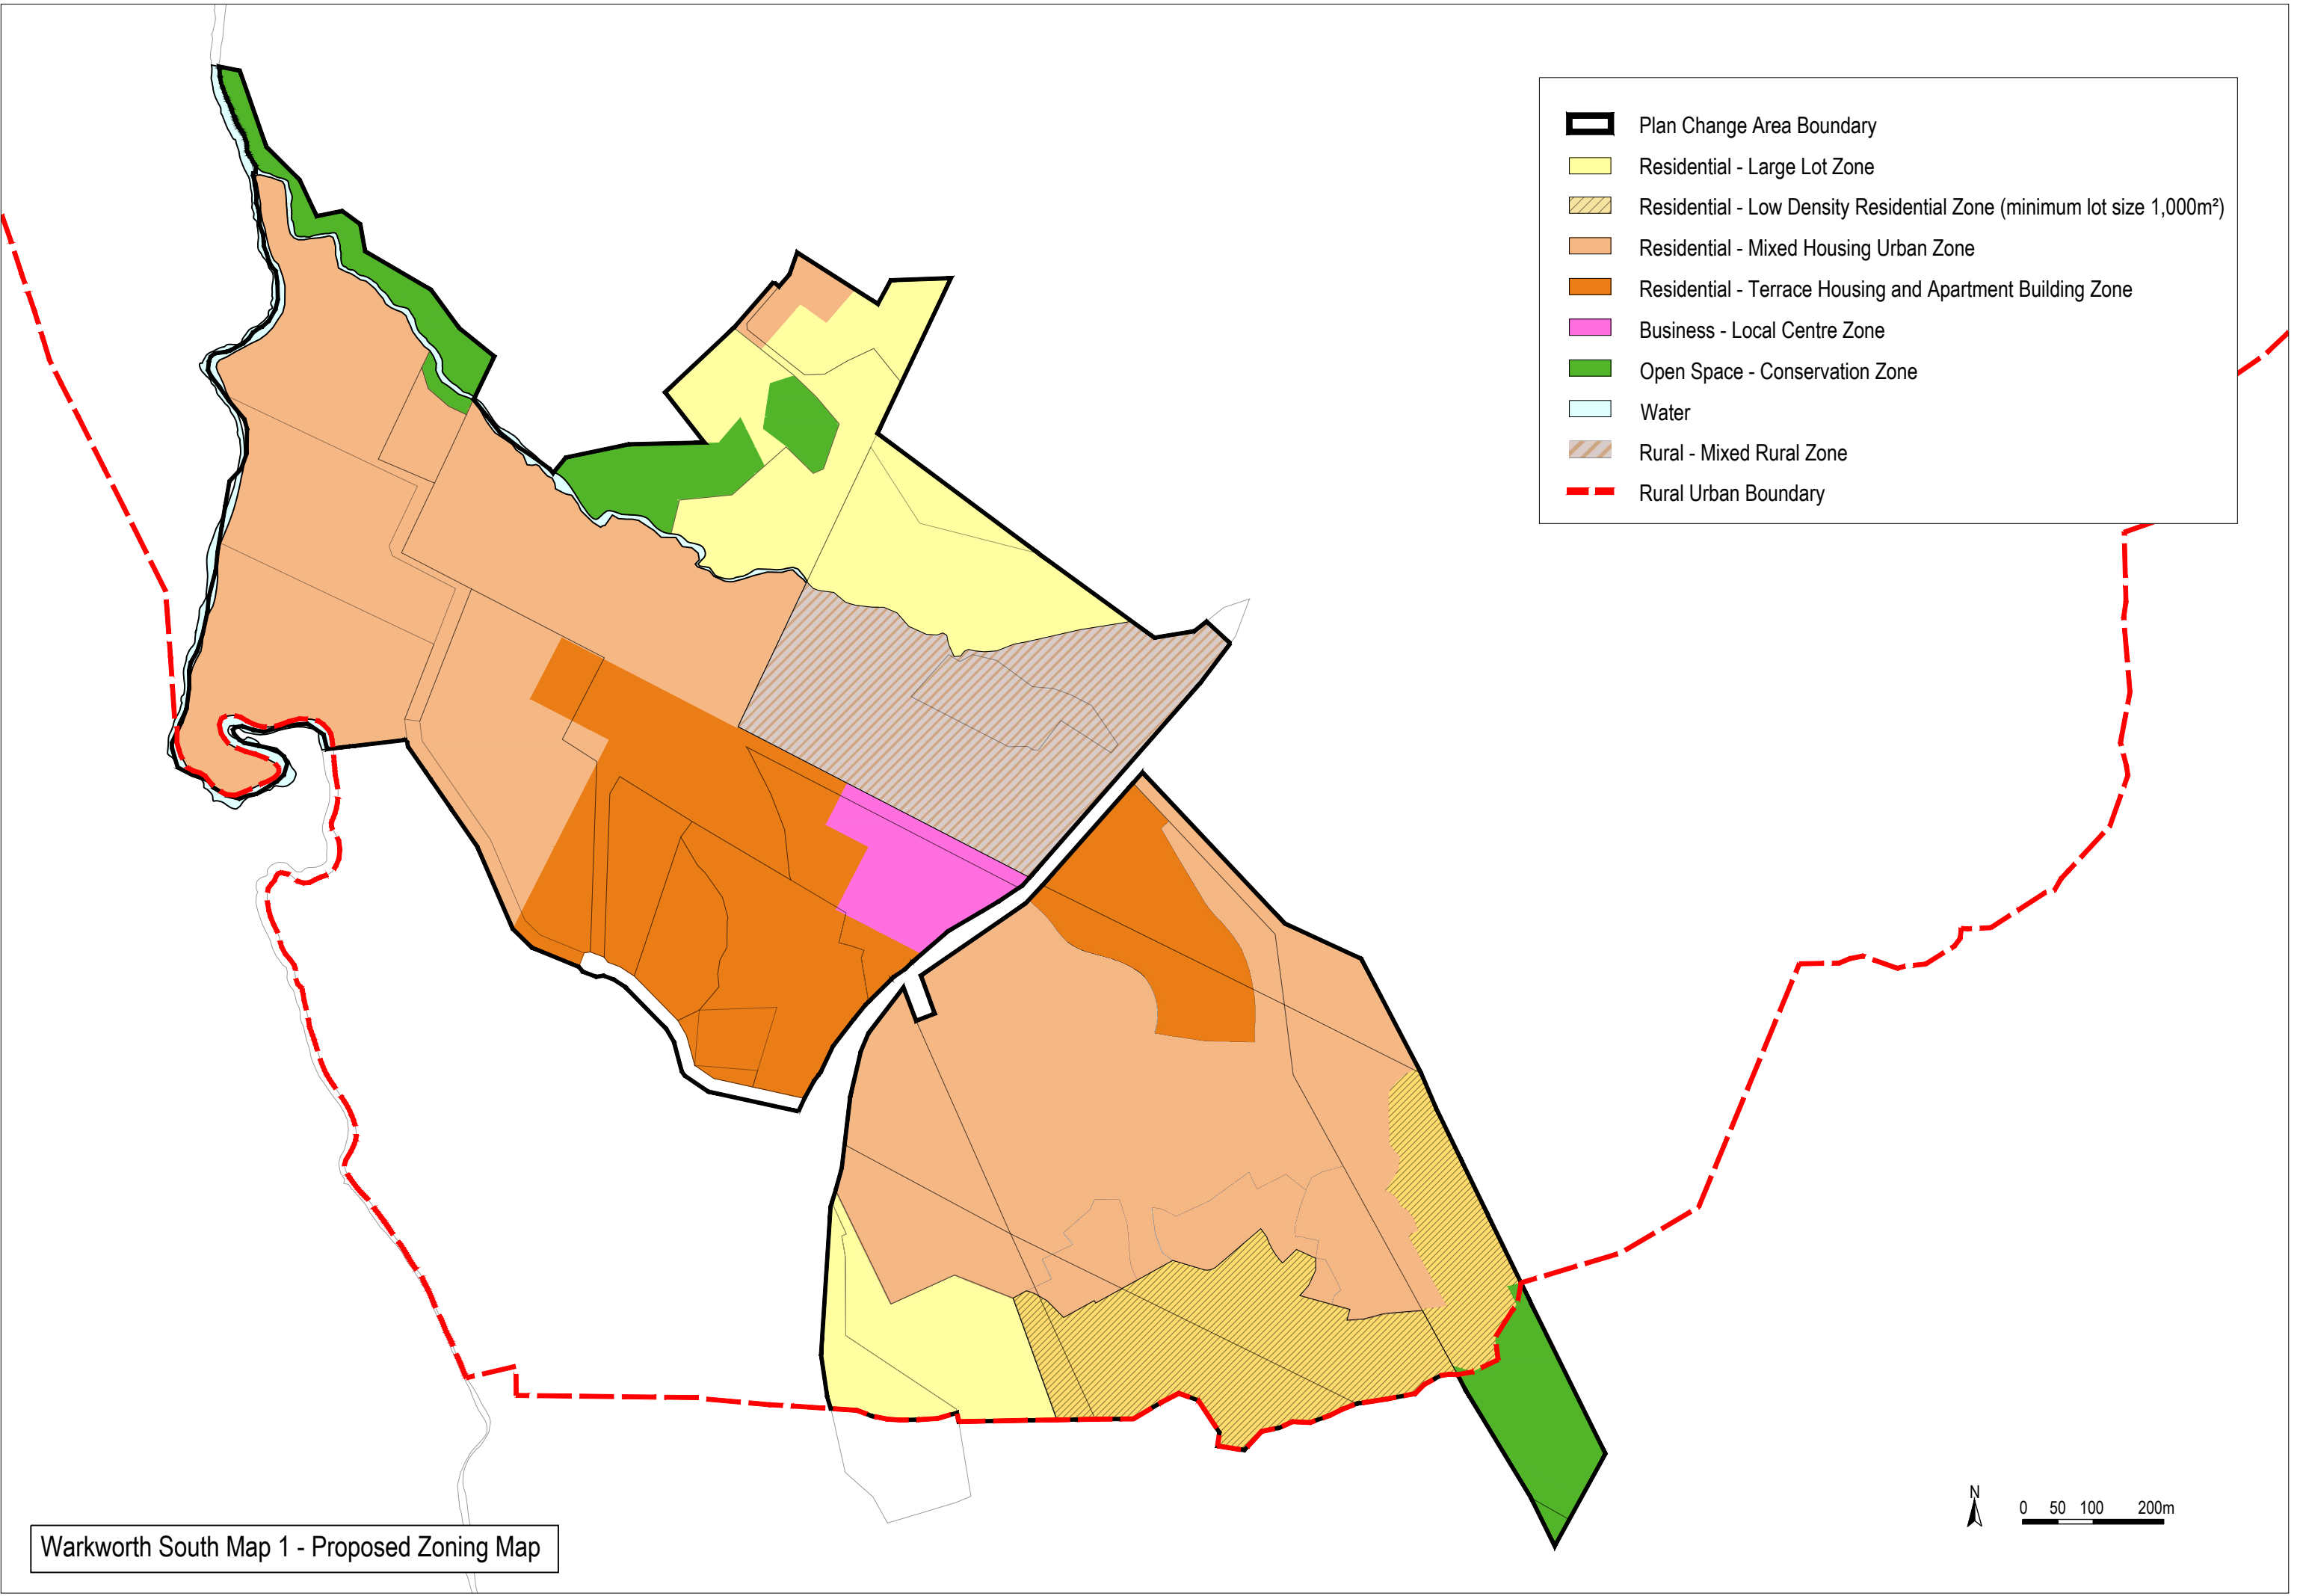 Plan Change Area Boundary
Residential - Large Lot Zone
Residential - Low Density Residential Zone (minimum lot size 1,000m²)
Residential - Mixed Housing Urban Zone
Residential - Terrace Housing and Apartment Building Zone
Business - Local Centre Zone
Open Space - Conservation Zone
Water
Rural - Mixed Rural Zone
Rural Urban Boundary
N
0 50 100 200m
Warkworth South Map 1 - Proposed Zoning Map